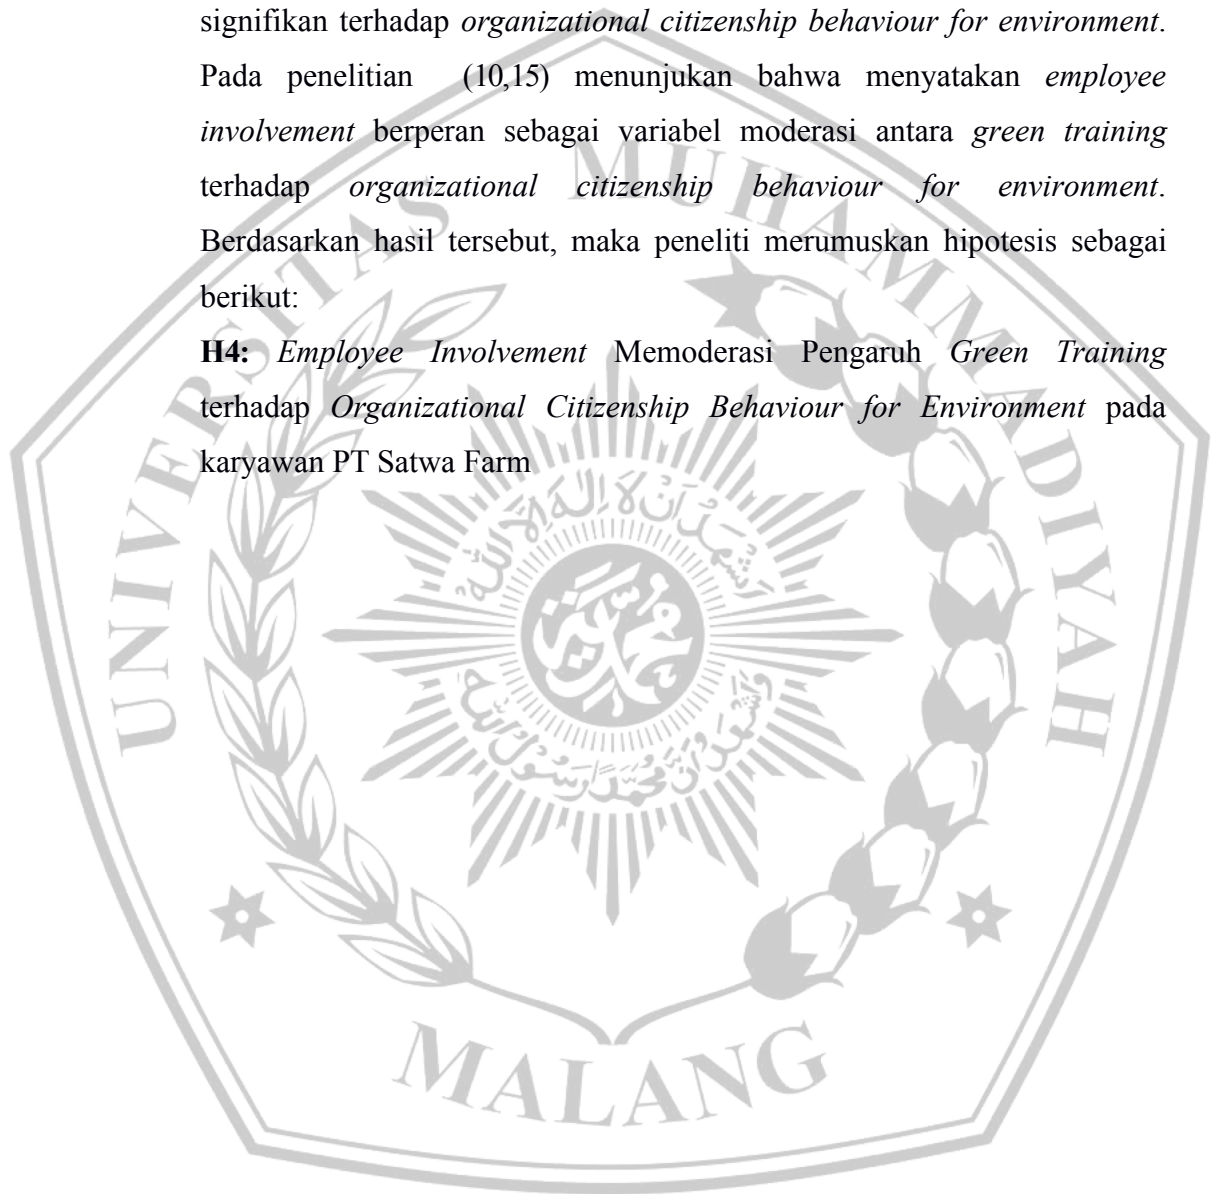 signifikan terhadap organizational citizenship behaviour for environment.
Pada penelitian (10,15) menunjukan bahwa menyatakan employee
involvement berperan sebagai variabel moderasi antara green training
terhadap organizational citizenship behaviour for environment.
Berdasarkan hasil tersebut, maka peneliti merumuskan hipotesis sebagai
berikut:
H4: Employee Involvement Memoderasi Pengaruh Green Training
terhadap Organizational Citizenship Behaviour for Environment pada
karyawan PT Satwa Farm
UNIVERSITAS MUHAMMADIYAH
MALANG